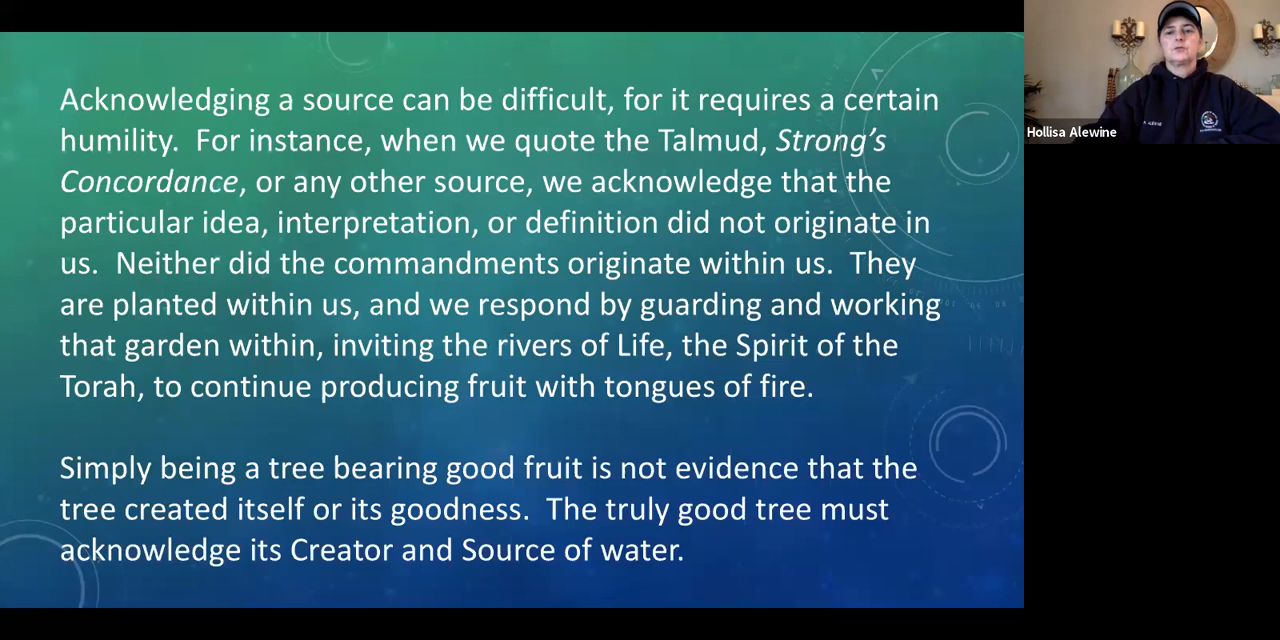 Acknowledging a source can be difficult, for it requires a certain
humility.  For instance, when we quote the Talmud, Strong's
Concordance, or any other source, we acknowledge that the
particular idea, interpretation, or definition did not originate in
us.  Neither did the commandments originate within us.  They
are planted within us, and we respond by guarding and working
that garden within, inviting the rivers of Life, the Spirit of the
Torah, to continue producing fruit with tongues of fire.
Simply being a tree bearing good fruit is not evidence that the
tree created itself or its goodness.  The truly good tree must
acknowledge its Creator and Source of water.
Hollisa Alewine